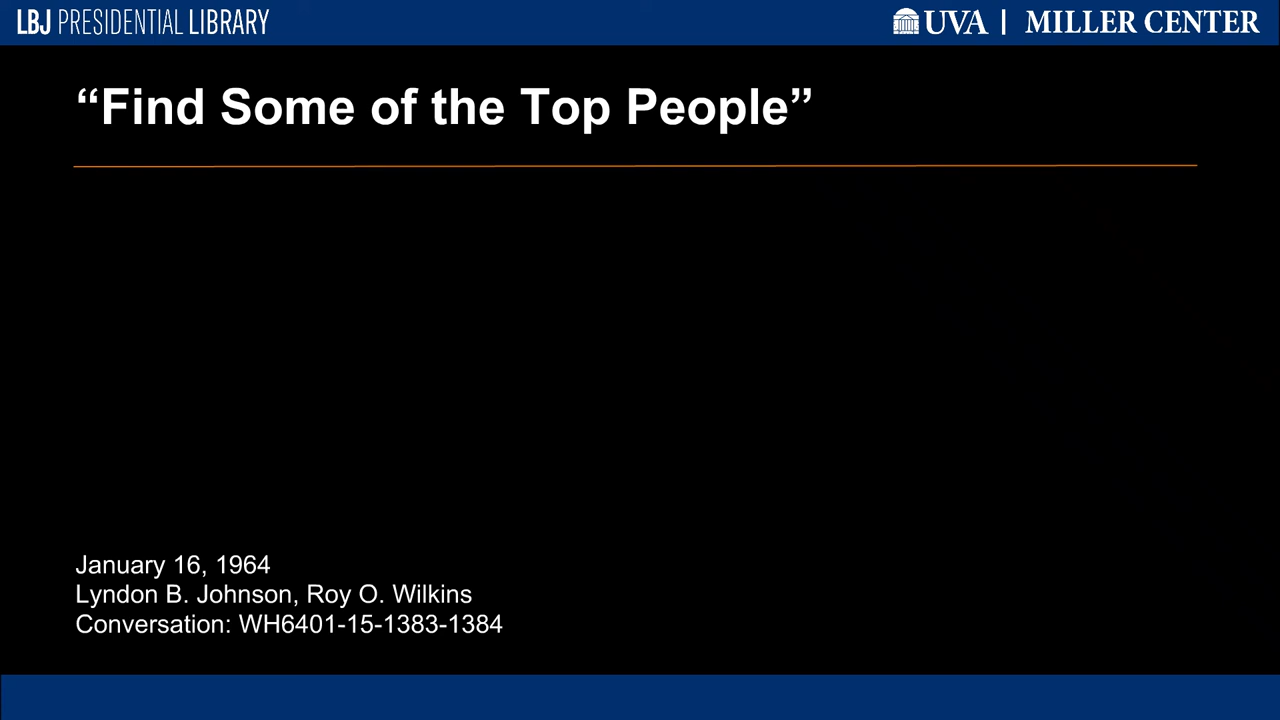 LBJ PRESIDENTIAL LIBRARY
UVA | MILLER CENTER
“Find Some of the Top People”
January 16, 1964
Lyndon B. Johnson, Roy O. Wilkins
Conversation: WH6401-15-1383-1384